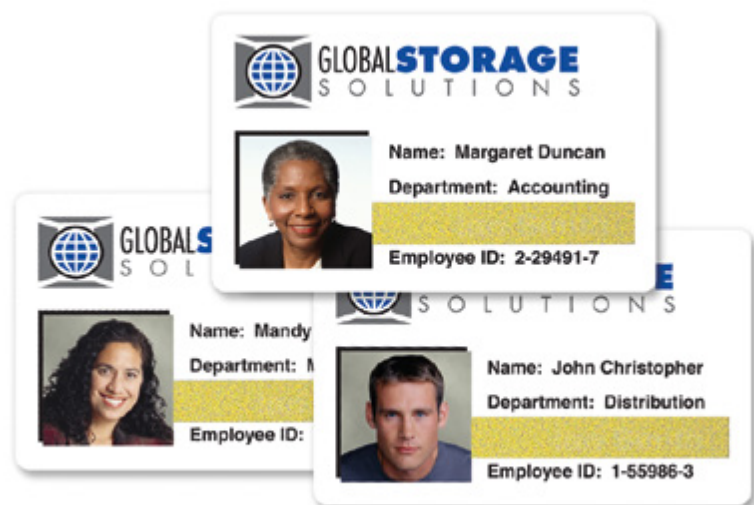 GLOBALSTORAGE
SOLUTIONS
Name: Margaret Duncan
Department: Accounting
Employee ID: 2-29491-7
GLOBALS
SOL
Name: Mandy
Department: M
Employee ID:
E
SOLUTIONS
Name: John Christopher
Department: Distribution
Employee ID: 1-55986-3